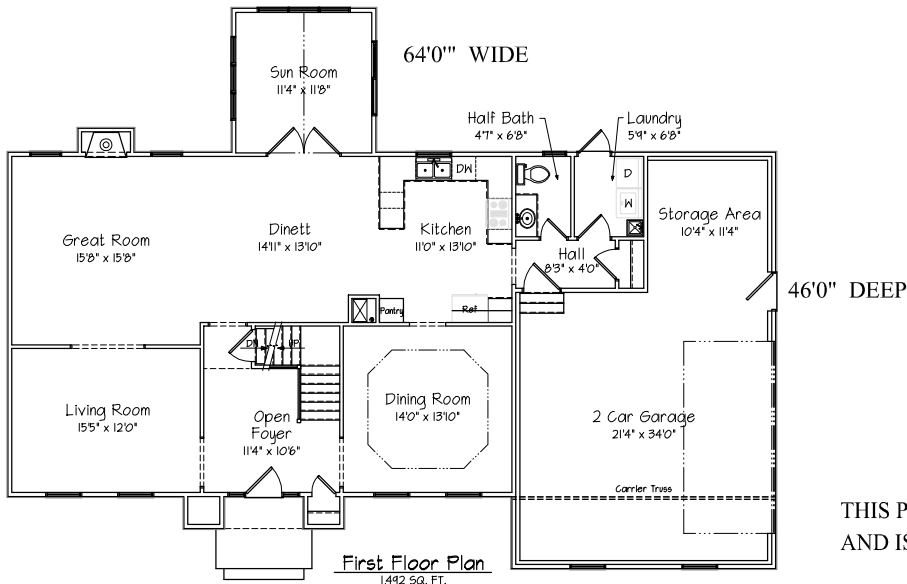 64'0'" WIDE
Sun Room
11'4" x 11'8"
Half Bath
4'7" x 6'8"
Laundry
5'9" x 6'8"
DW
D
W
Great Room
15'8" x 15'8"
Dinett
14'11" x 13'10"
Kitchen
11'0" x 13'10"
Storage Area
10'4" x 11'4"
Hall
8'3" x 4'0"
46'0" DEEP
Pantry
Ref
DN
UP
Living Room
15'5" x 12'0"
Open
Foyer
11'4" x 10'6"
Dining Room
14'0" x 13'10"
2 Car Garage
21'4" x 34'0"
Carrier Truss
THIS P
AND IS
First Floor Plan
1,492 SQ. FT.